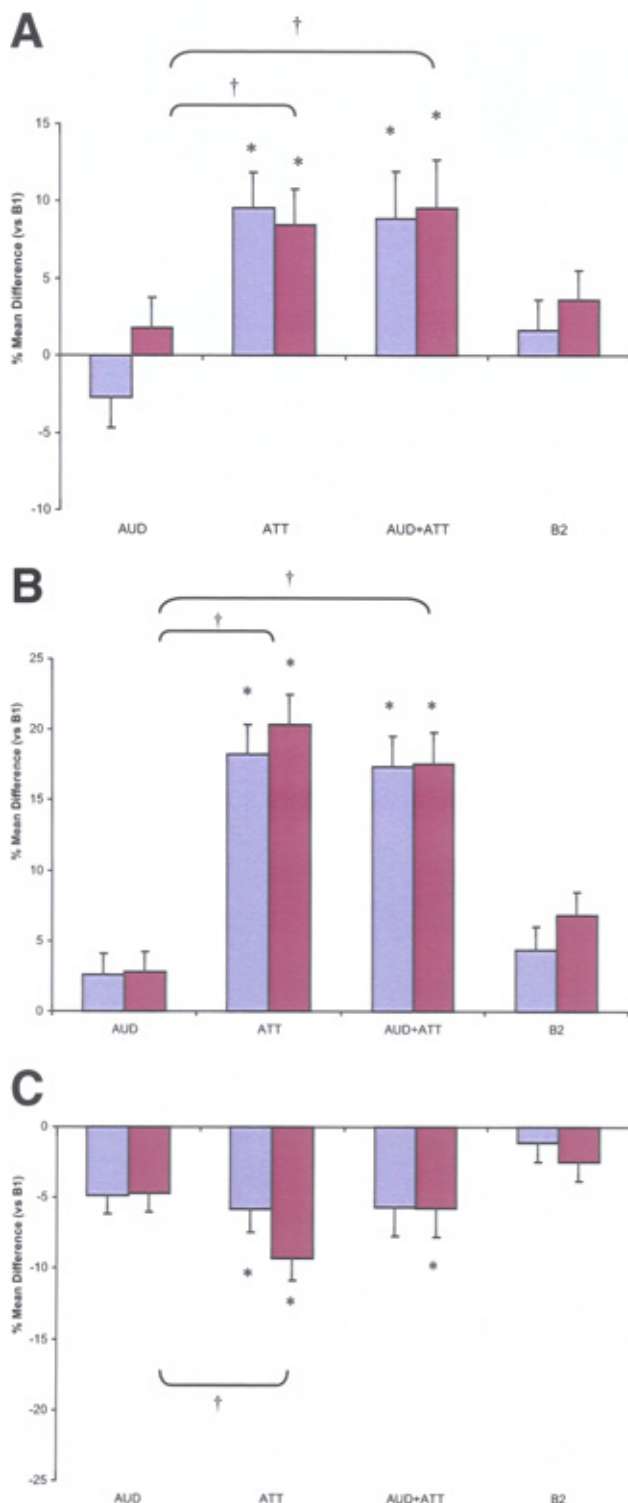 A
†
†
15
* * * *
10
5
0
-5
-10
% Mean Difference (vs B1)
AUD ATT AUD+ATT B2
B
†
†
25
* * * *
20
15
10
5
0
% Mean Difference (vs B1)
AUD ATT AUD+ATT B2
C
0
-5
-10
* * *
-15
-20
†
-25
% Mean Difference (vs B1)
AUD ATT AUD+ATT B2